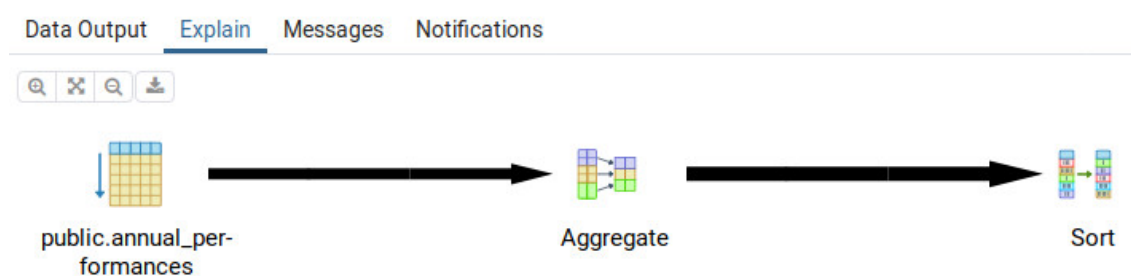 Data Output Explain Messages Notifications
public.annual_per-
formances
Aggregate
Sort